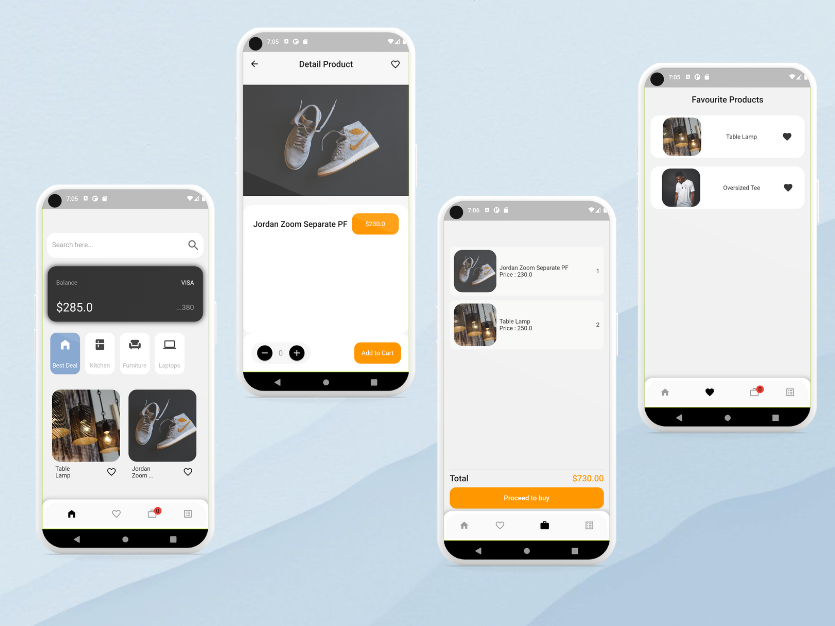 7:05
Search here...
Balance
VISA
$285.0
...380
Best Deal
Kitchen
Furniture
Laptops
Table
Lamp
Jordan
Zoom ...
0
7:05
Detail Product
Jordan Zoom Separate PF
$230.0
0
Add to Cart
7:06
Jordan Zoom Separate PF
Price : 230.0
1
Table Lamp
Price : 250.0
2
Total
$730.00
Proceed to buy
7:05
Favourite Products
Table Lamp
Oversized Tee
0